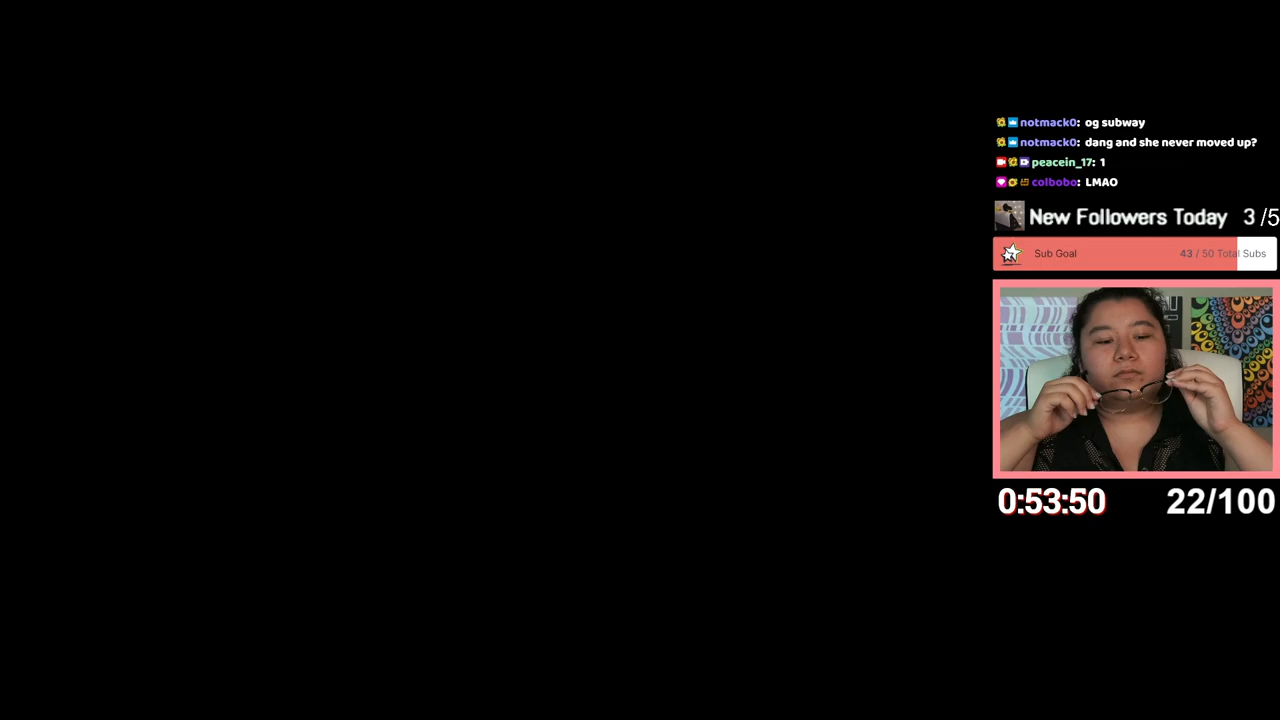 notmack0: og subway
notmack0: dang and she never moved up?
peacein_17: 1
colbobo: LMAO
New Followers Today 3 /5
Sub Goal 43 / 50 Total Subs
0:53:50 22/100